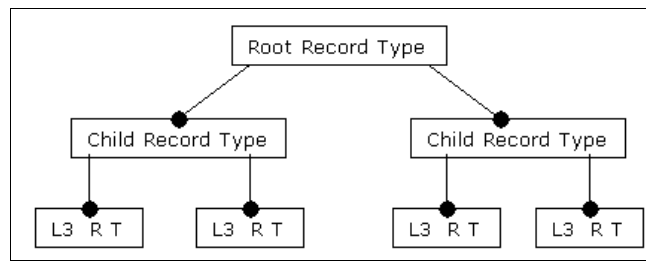 Root Record Type
Child Record Type
Child Record Type
L3 R T
L3 R T
L3 R T
L3 R T